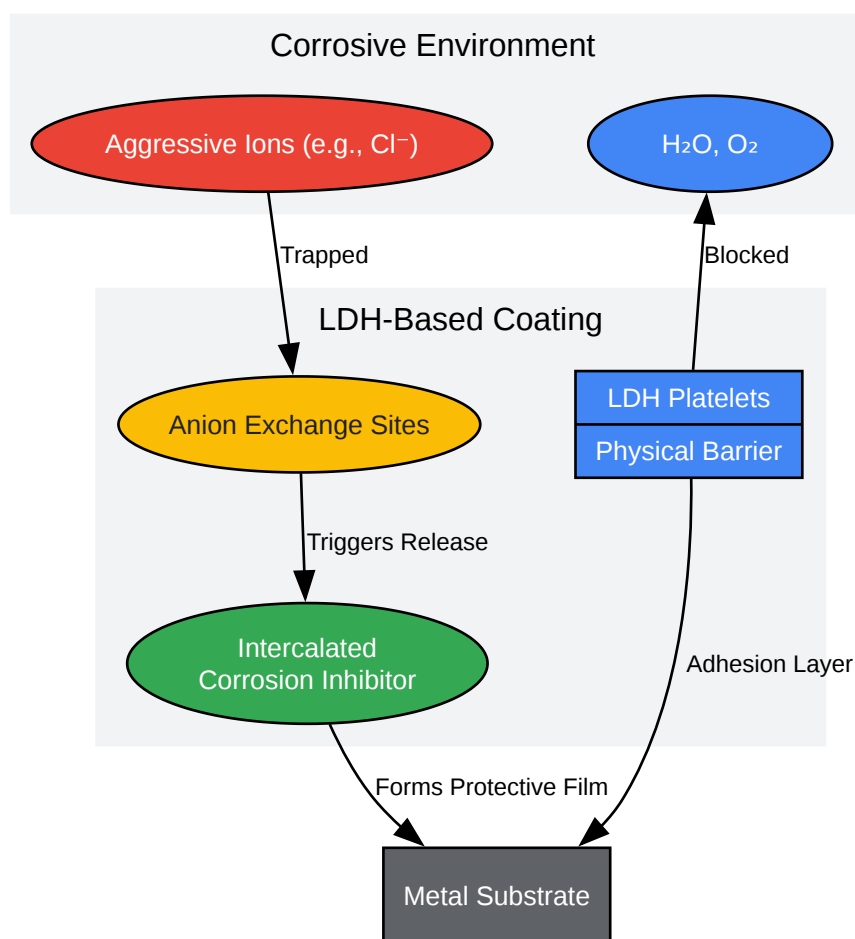 Corrosive Environment
Aggressive Ions (e.g., Cl⁻)
H₂O, O₂
Trapped
Blocked
LDH-Based Coating
LDH Platelets
Anion Exchange Sites
Physical Barrier
Triggers Release
Intercalated
Corrosion Inhibitor
Adhesion Layer
Forms Protective Film
Metal Substrate